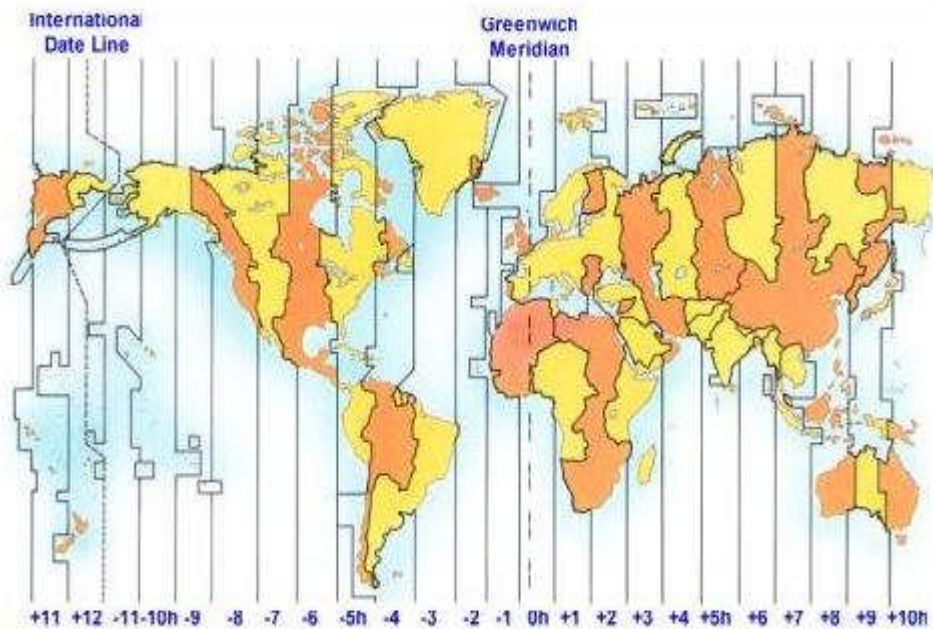 International
Date Line
Greenwich
Meridian
+11 +12 -11 -10h -9 -8 -7 -6 -5h -4 -3 -2 -1 0h +1 +2 +3 +4 +5h +6 +7 +8 +9 +10h